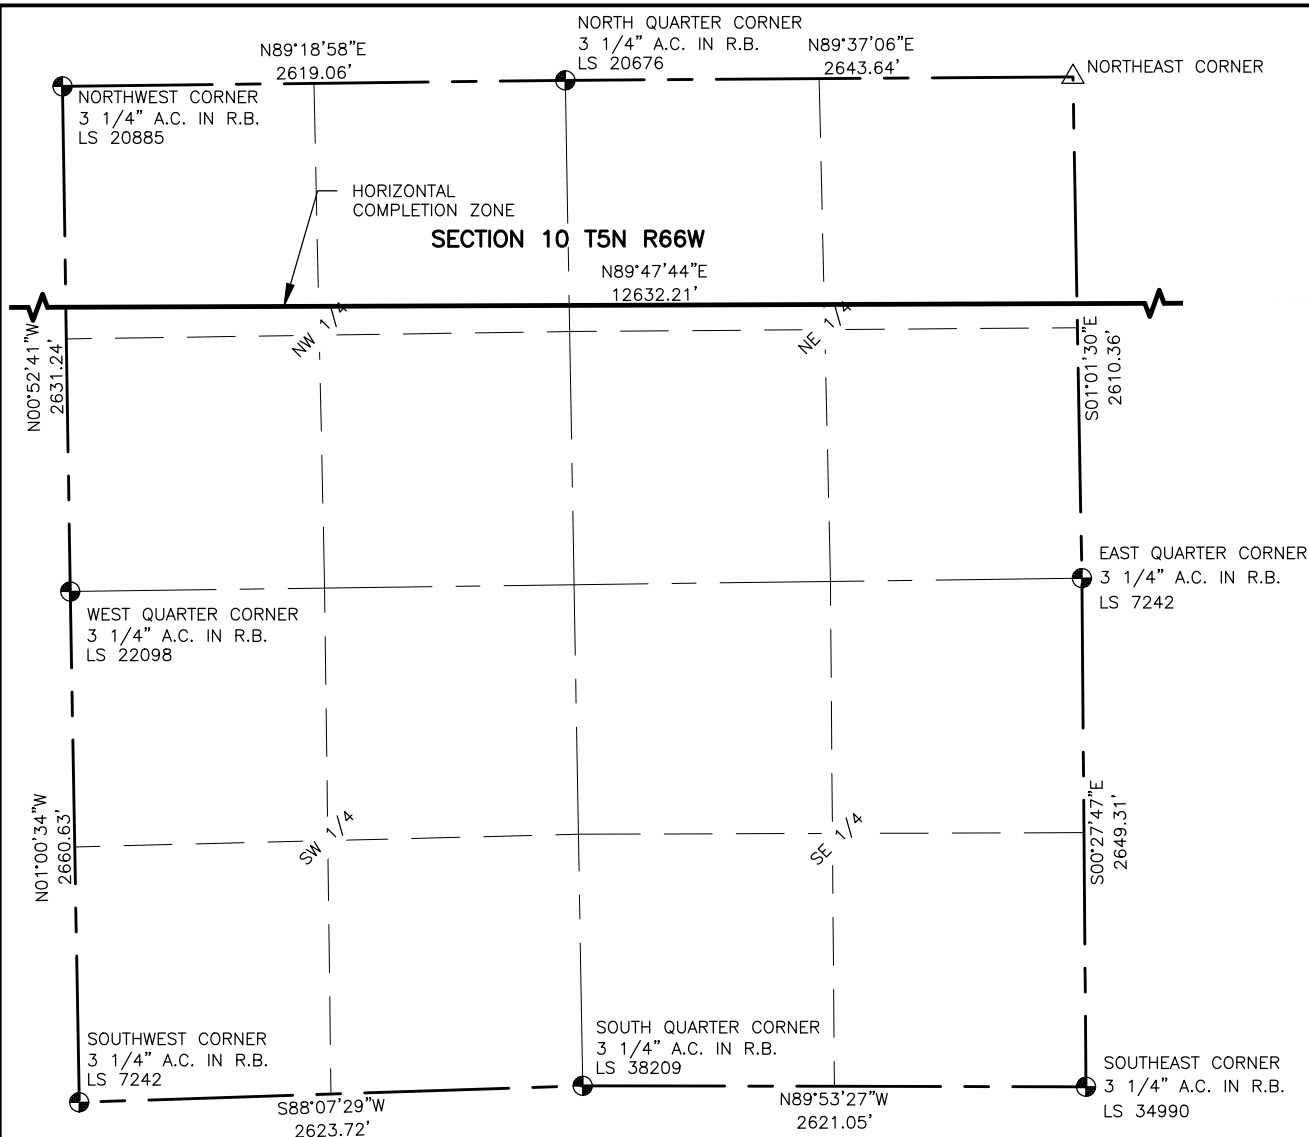 N89°18'58"E
2619.06'
NORTH QUARTER CORNER
3 1/4" A.C. IN R.B.
LS 20676
N89°37'06"E
2643.64'
NORTHEAST CORNER
NORTHWEST CORNER
3 1/4" A.C. IN R.B.
LS 20885
HORIZONTAL
COMPLETION ZONE
SECTION 10 T5N R66W
N89°47'44"E
12632.21'
N00°52'41"W
2631.24'
NW 1/4
NE 1/4
S01°01'30"E
2610.36'
EAST QUARTER CORNER
3 1/4" A.C. IN R.B.
LS 7242
WEST QUARTER CORNER
3 1/4" A.C. IN R.B.
LS 22098
N01°00'34"W
2660.63'
SW 1/4
SE 1/4
S00°27'47"E
2649.31'
SOUTHWEST CORNER
3 1/4" A.C. IN R.B.
LS 7242
SOUTH QUARTER CORNER
3 1/4" A.C. IN R.B.
LS 38209
SOUTHEAST CORNER
3 1/4" A.C. IN R.B.
LS 34990
S88°07'29"W
2623.72'
N89°53'27"W
2621.05'